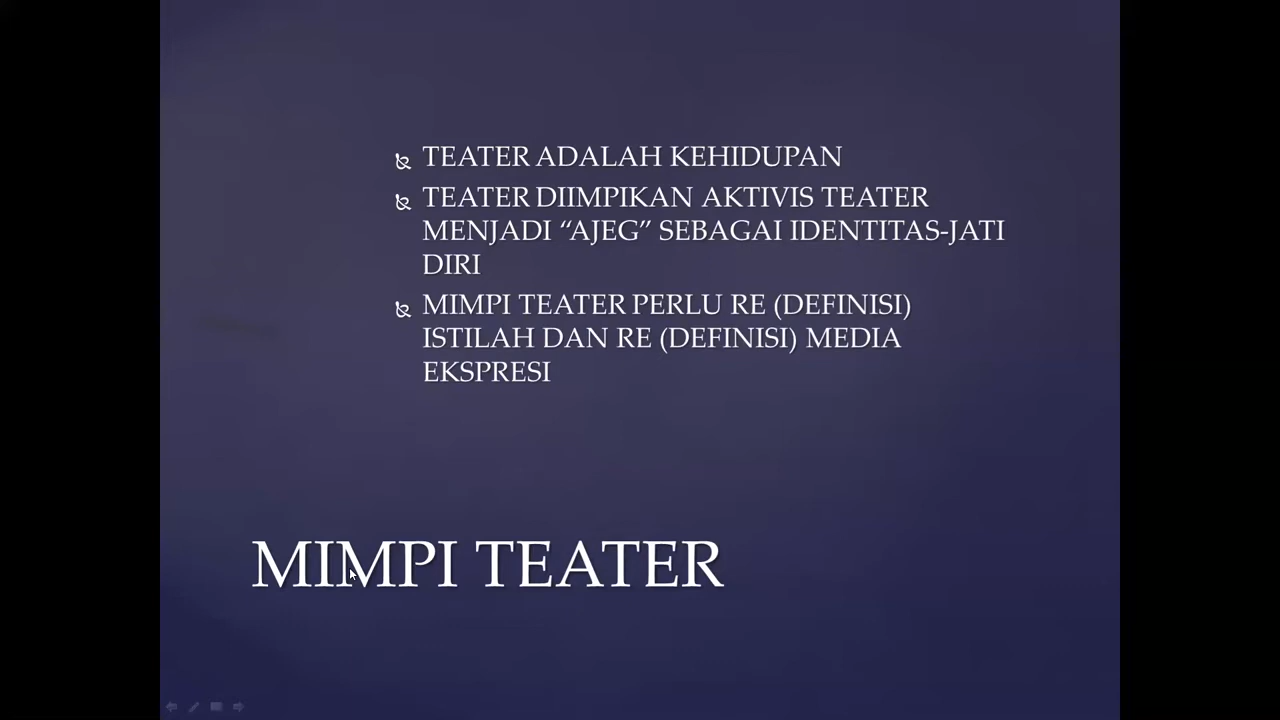 TEATER ADALAH KEHIDUPAN
TEATER DIIMPIKAN AKTIVIS TEATER
MENJADI “AJEG” SEBAGAI IDENTITAS-JATI
DIRI
MIMPI TEATER PERLU RE (DEFINISI)
ISTILAH DAN RE (DEFINISI) MEDIA
EKSPRESI
MIMPI TEATER